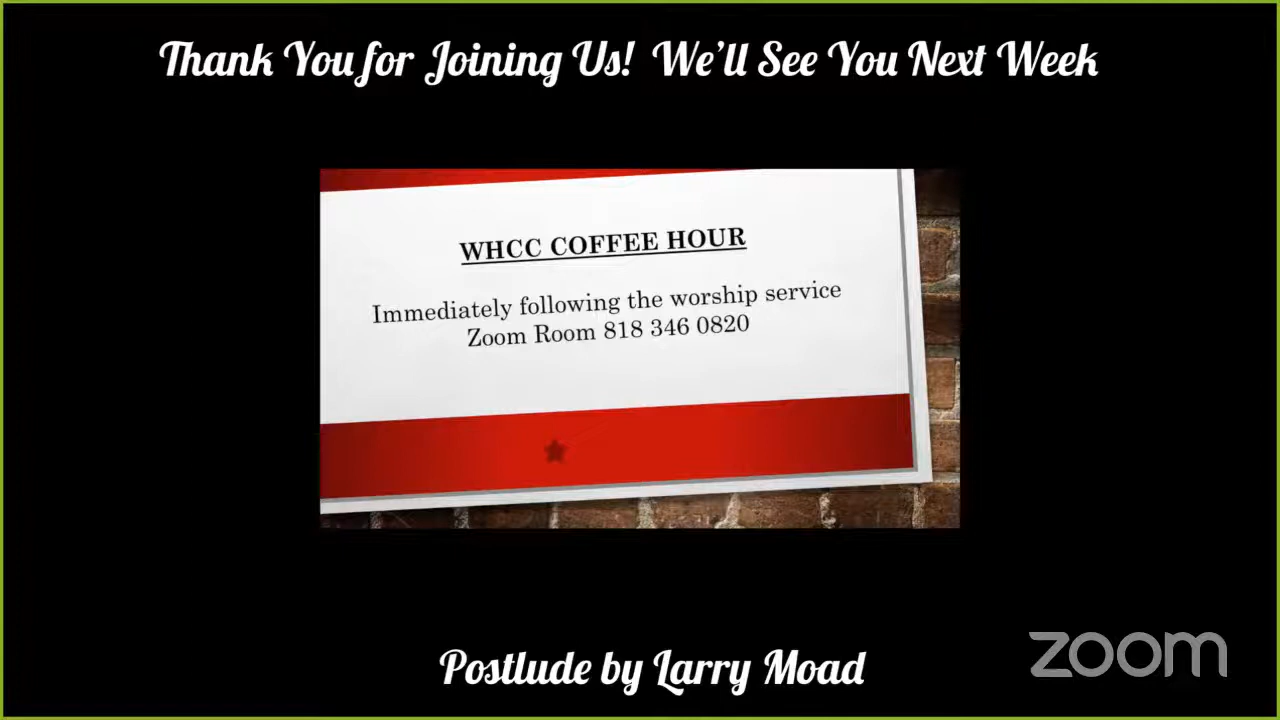 Thank You for Joining Us! We'll See You Next Week
WHCC COFFEE HOUR
Immediately following the worship service
Zoom Room 818 346 0820
Postlude by Larry Moad
zoom